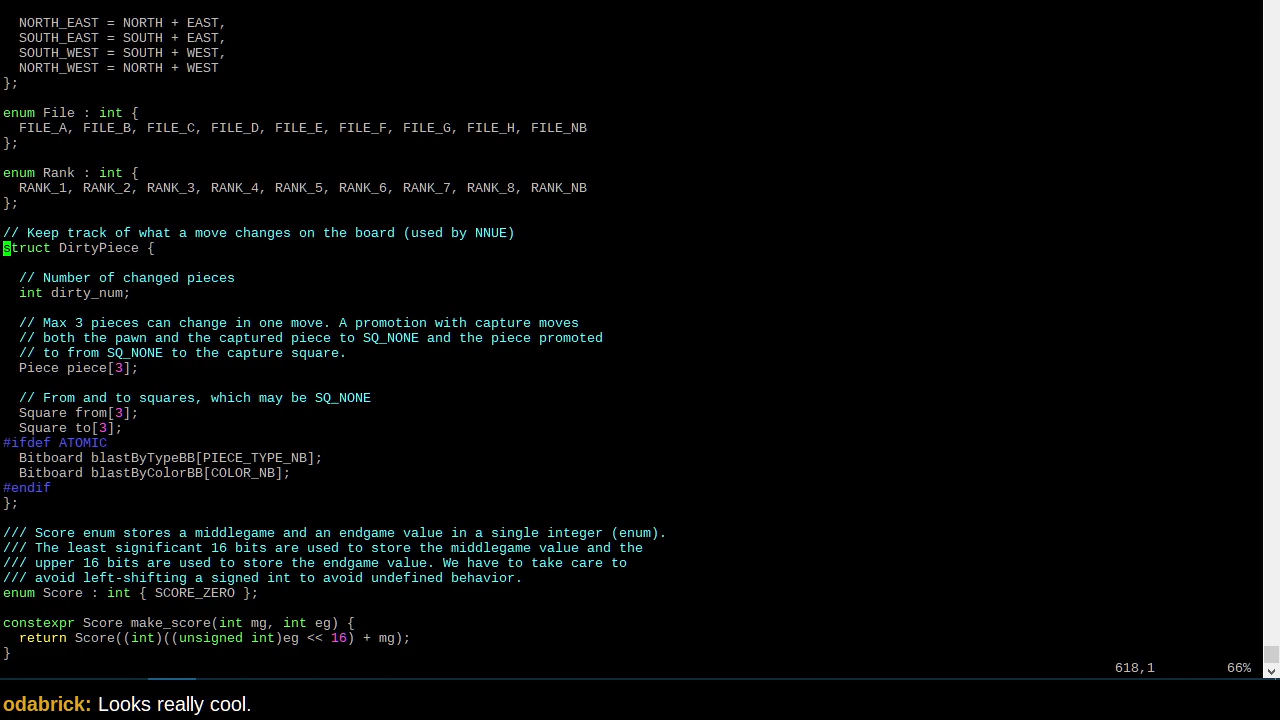 NORTH_EAST = NORTH + EAST,
  SOUTH_EAST = SOUTH + EAST,
  SOUTH_WEST = SOUTH + WEST,
  NORTH_WEST = NORTH + WEST
};

enum File : int {
  FILE_A, FILE_B, FILE_C, FILE_D, FILE_E, FILE_F, FILE_G, FILE_H, FILE_NB
};

enum Rank : int {
  RANK_1, RANK_2, RANK_3, RANK_4, RANK_5, RANK_6, RANK_7, RANK_8, RANK_NB
};

// Keep track of what a move changes on the board (used by NNUE)
struct DirtyPiece {

  // Number of changed pieces
  int dirty_num;

  // Max 3 pieces can change in one move. A promotion with capture moves
  // both the pawn and the captured piece to SQ_NONE and the piece promoted
  // to from SQ_NONE to the capture square.
  Piece piece[3];

  // From and to squares, which may be SQ_NONE
  Square from[3];
  Square to[3];
#ifdef ATOMIC
  Bitboard blastByTypeBB[PIECE_TYPE_NB];
  Bitboard blastByColorBB[COLOR_NB];
#endif
};

/// Score enum stores a middlegame and an endgame value in a single integer (enum).
/// The least significant 16 bits are used to store the middlegame value and the
/// upper 16 bits are used to store the endgame value. We have to take care to
/// avoid left-shifting a signed int to avoid undefined behavior.
enum Score : int { SCORE_ZERO };

constexpr Score make_score(int mg, int eg) {
  return Score((int)((unsigned int)eg << 16) + mg);
}
618,1 66%
odabrick: Looks really cool.